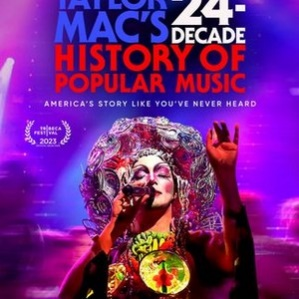 TAYLOR
MAC'S
-24-
DECADE
HISTORY OF
POPULAR MUSIC
AMERICA'S STORY LIKE YOU'VE NEVER HEARD
TRIBECA
FESTIVAL
2023